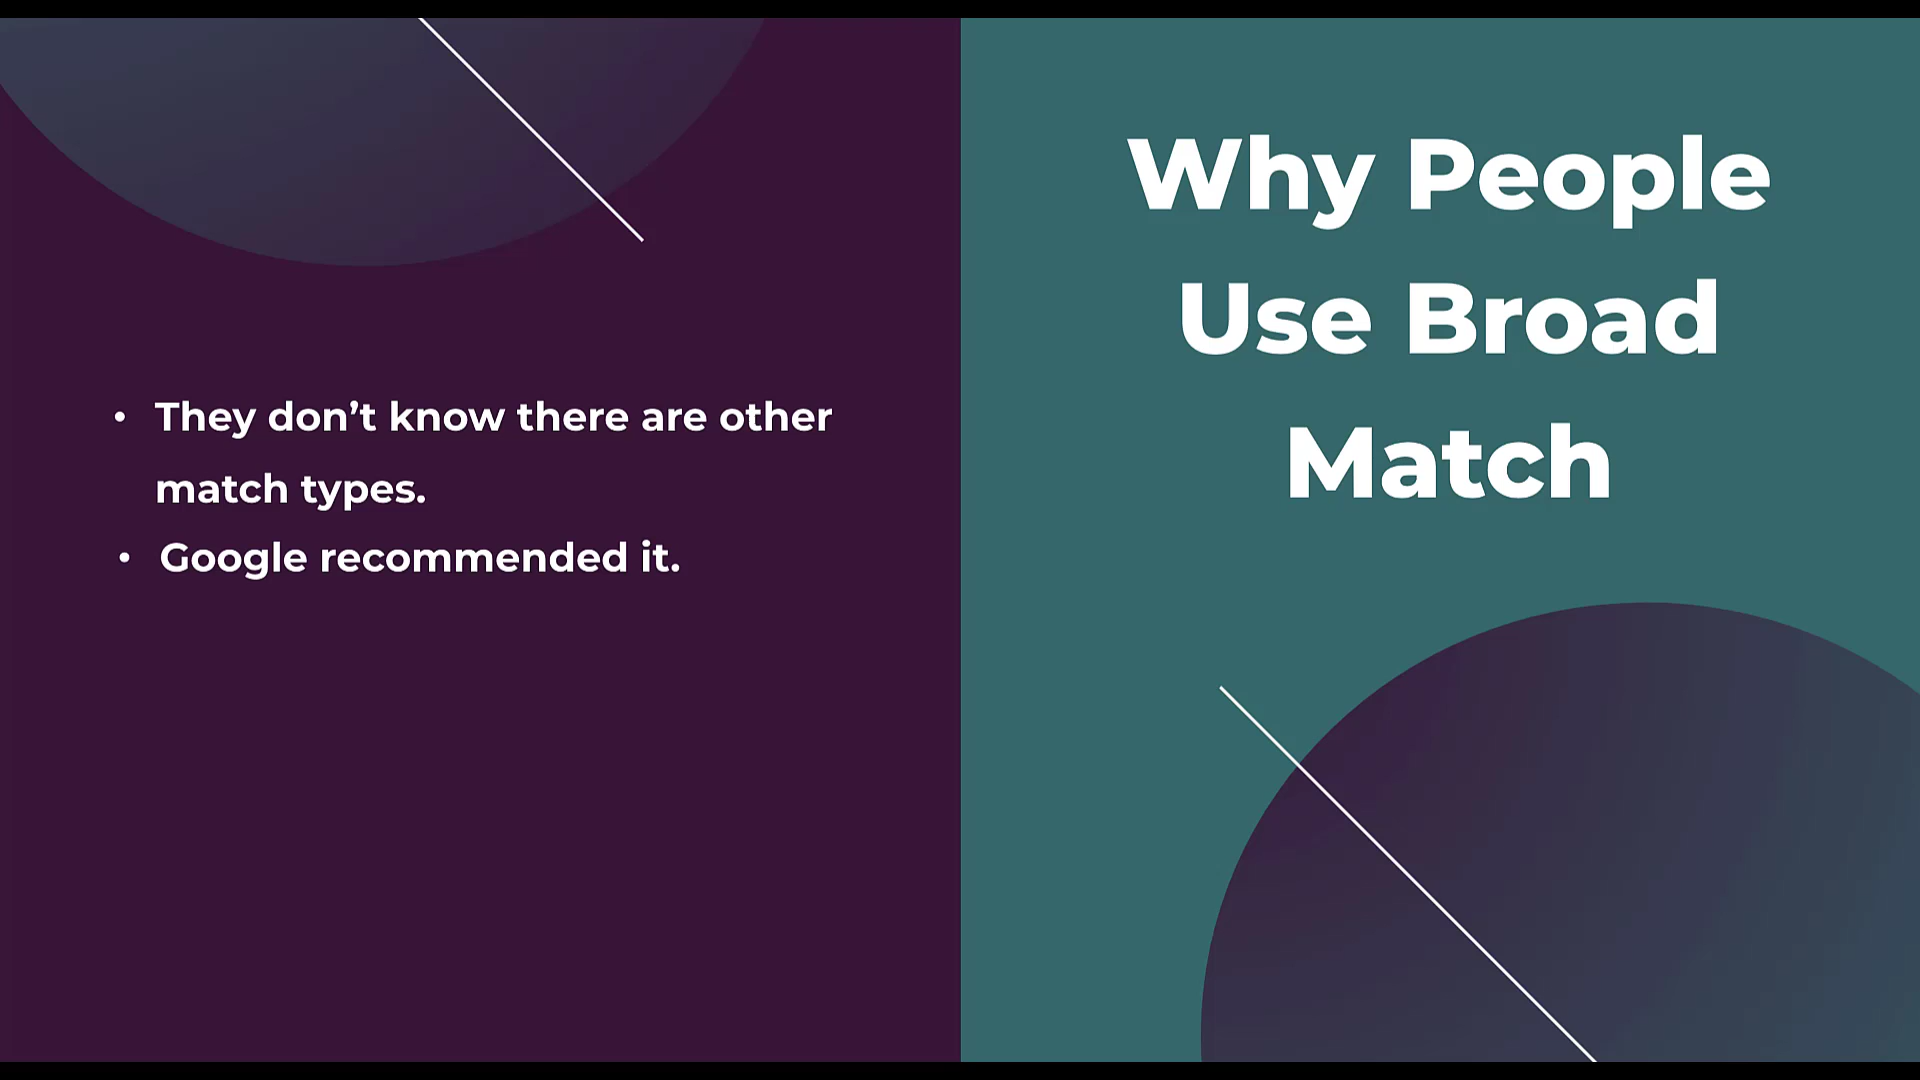 Why People
Use Broad
Match
• They don’t know there are other
match types.
• Google recommended it.